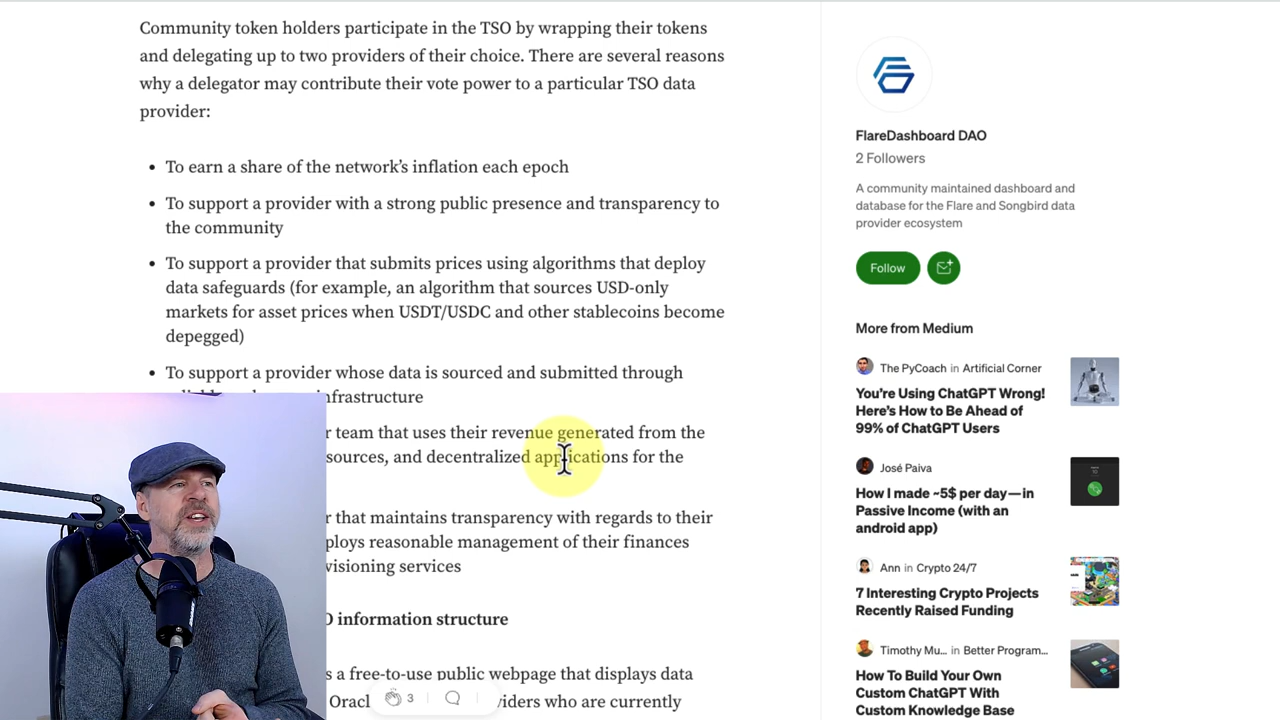 Community token holders participate in the TSO by wrapping their tokens
and delegating up to two providers of their choice. There are several reasons
why a delegator may contribute their vote power to a particular TSO data
provider:
• To earn a share of the network's inflation each epoch
• To support a provider with a strong public presence and transparency to
the community
• To support a provider that submits prices using algorithms that deploy
data safeguards (for example, an algorithm that sources USD-only
markets for asset prices when USDT/USDC and other stablecoins become
depegged)
• To support a provider whose data is sourced and submitted through
nfrastructure
r team that uses their revenue generated from the
sources, and decentralized applications for the
r that maintains transparency with regards to their
ploys reasonable management of their finances
visioning services
O information structure
s a free-to-use public webpage that displays data
Oracl viders who are currently
3
FlareDashboard DAO
2 Followers
A community maintained dashboard and
database for the Flare and Songbird data
provider ecosystem
Follow
More from Medium
The PyCoach in Artificial Corner
You're Using ChatGPT Wrong!
Here's How to Be Ahead of
99% of ChatGPT Users
José Paiva
How I made ~5$ per day—in
Passive Income (with an
android app)
Ann in Crypto 24/7
7 Interesting Crypto Projects
Recently Raised Funding
Timothy Mu... in Better Program...
How To Build Your Own
Custom ChatGPT With
Custom Knowledge Base